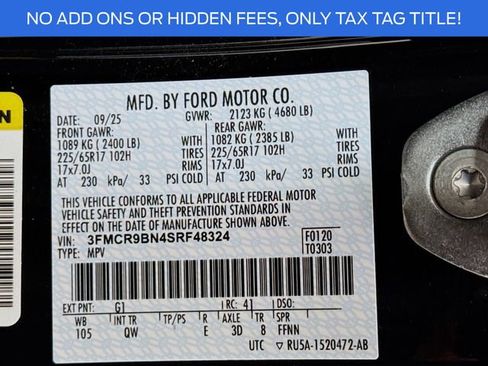 NO ADD ONS OR HIDDEN FEES, ONLY TAX TAG TITLE!
MFD. BY FORD MOTOR CO.
DATE: 09/25 GVWR: 2123 KG ( 4680 LB)
FRONT GAWR: REAR GAWR:
1089 KG ( 2400 LB) WITH 1082 KG ( 2385 LB) WITH
225/65R17 102H TIRES 225/65R17 102H TIRES
17x7.0J RIMS 17x7.0J RIMS
AT 230 kPa/ 33 PSI COLD AT 230 kPa/ 33 PSI COLD
THIS VEHICLE CONFORMS TO ALL APPLICABLE FEDERAL MOTOR
VEHICLE SAFETY AND THEFT PREVENTION STANDARDS IN
EFFECT ON THE DATE OF MANUFACTURE SHOWN ABOVE.
VIN: 3FMCR9BN4SRF48324 F0120
TYPE: MPV T0303
EXT PNT: G1 RC: 41 DSO:
WB INT TR TP/PS R AXLE TR SPR
105 QW E 3D 8 FFNN
UTC RU5A-1520472-AB